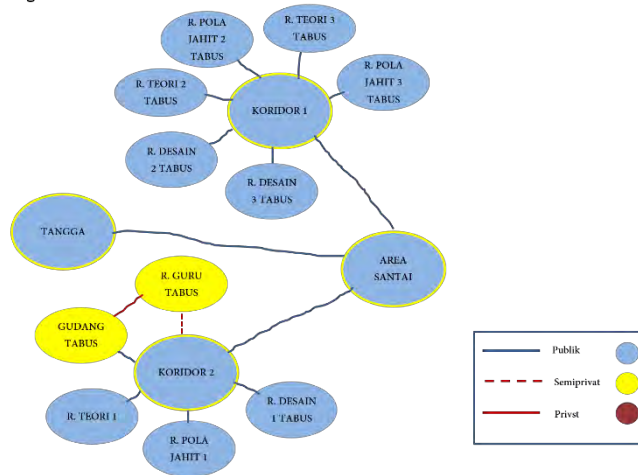 R. POLA
JAHIT 2
TABUS
R. TEORI 3
TABUS
R. TEORI 2
TABUS
R. POLA
JAHIT 3
TABUS
KORIDOR 1
R. DESAIN
2 TABUS
R. DESAIN
3 TABUS
TANGGA
AREA
SANTAI
R. GURU
TABUS
GUDANG
TABUS
KORIDOR 2
R. TEORI 1
R. DESAIN
1 TABUS
R. POLA
JAHIT 1
Publik
Semiprivat
Privst